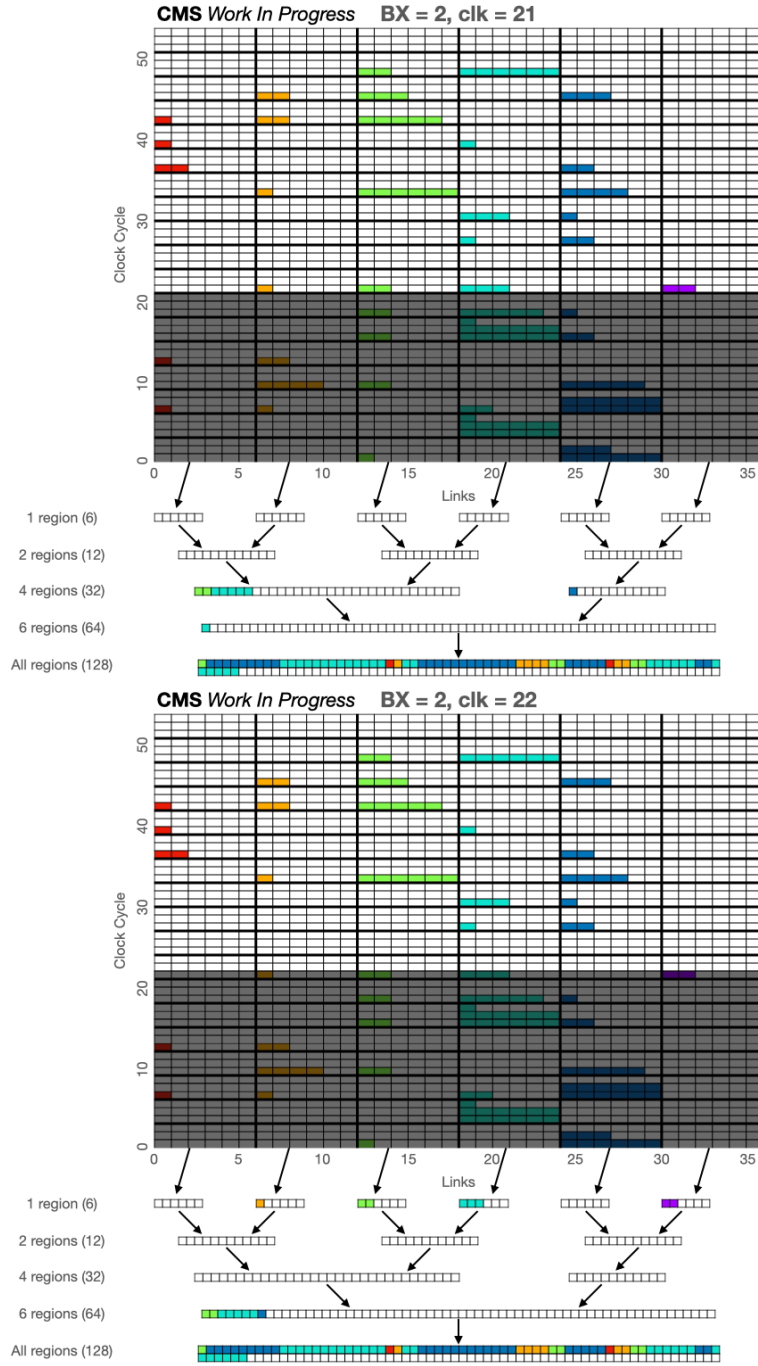 CMS Work In Progress BX = 2, clk = 21
50
40
30
20
10
0
Clock Cycle
0 5 10 15 20 25 30 35
Links
1 region (6)
2 regions (12)
4 regions (32)
6 regions (64)
All regions (128)
CMS Work In Progress BX = 2, clk = 22
50
40
30
20
10
0
Clock Cycle
0 5 10 15 20 25 30 35
Links
1 region (6)
2 regions (12)
4 regions (32)
6 regions (64)
All regions (128)